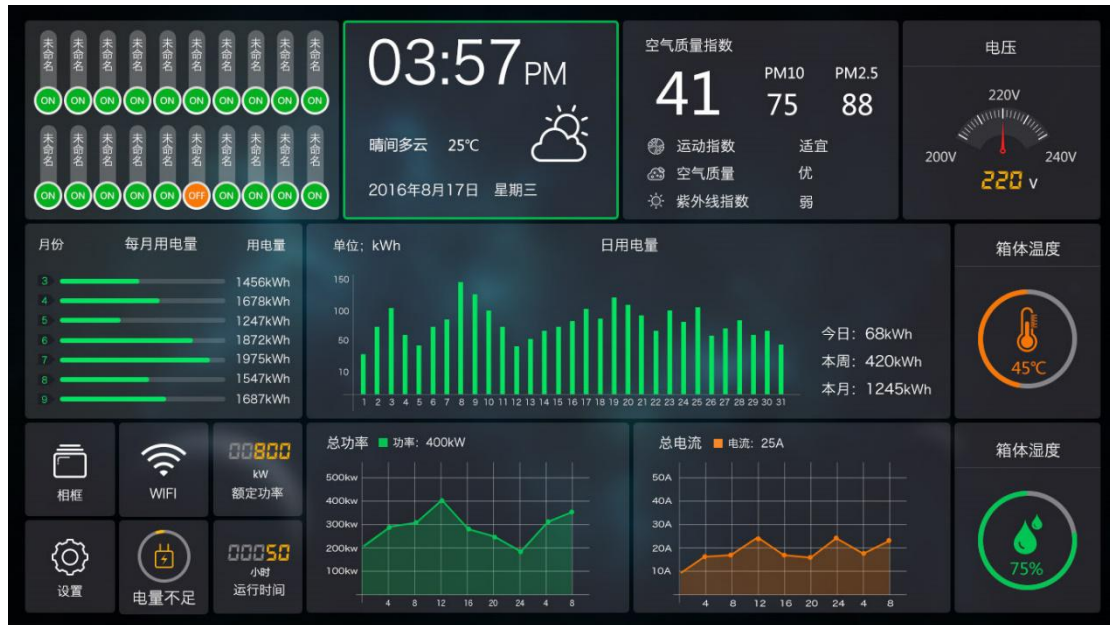 未命名 未命名 未命名 未命名 未命名 未命名 未命名 未命名 未命名
ON ON ON ON ON ON ON ON ON ON
未命名 未命名 未命名 未命名 未命名 未命名 未命名 未命名 未命名 未命名
ON ON ON ON ON OFF ON ON ON ON
03:57 PM
晴间多云 25℃
2016年8月17日 星期三
空气质量指数
41
PM10 PM2.5
75 88
运动指数 适宜
空气质量 优
紫外线指数 弱
电压
220V
200V 240V
220 V
月份 每月用电量 用电量
3 1456kWh
4 1678kWh
5 1247kWh
6 1872kWh
7 1975kWh
8 1547kWh
9 1687kWh
单位：kWh 日用电量
150
100
50
10
1 2 3 4 5 6 7 8 9 10 11 12 13 14 15 16 17 18 19 20 21 22 23 24 25 26 27 28 29 30 31
今日：68kWh
本周：420kWh
本月：1245kWh
箱体温度
45℃
相框
WIFI
00800
kW
额定功率
设置
电量不足
00050
小时
运行时间
总功率 功率：400kW
500kw
400kw
300kw
200kw
100kw
4 8 12 16 20 24 4 8
总电流 电流：25A
50A
40A
30A
20A
10A
4 8 12 16 20 24 4 8
箱体湿度
75%